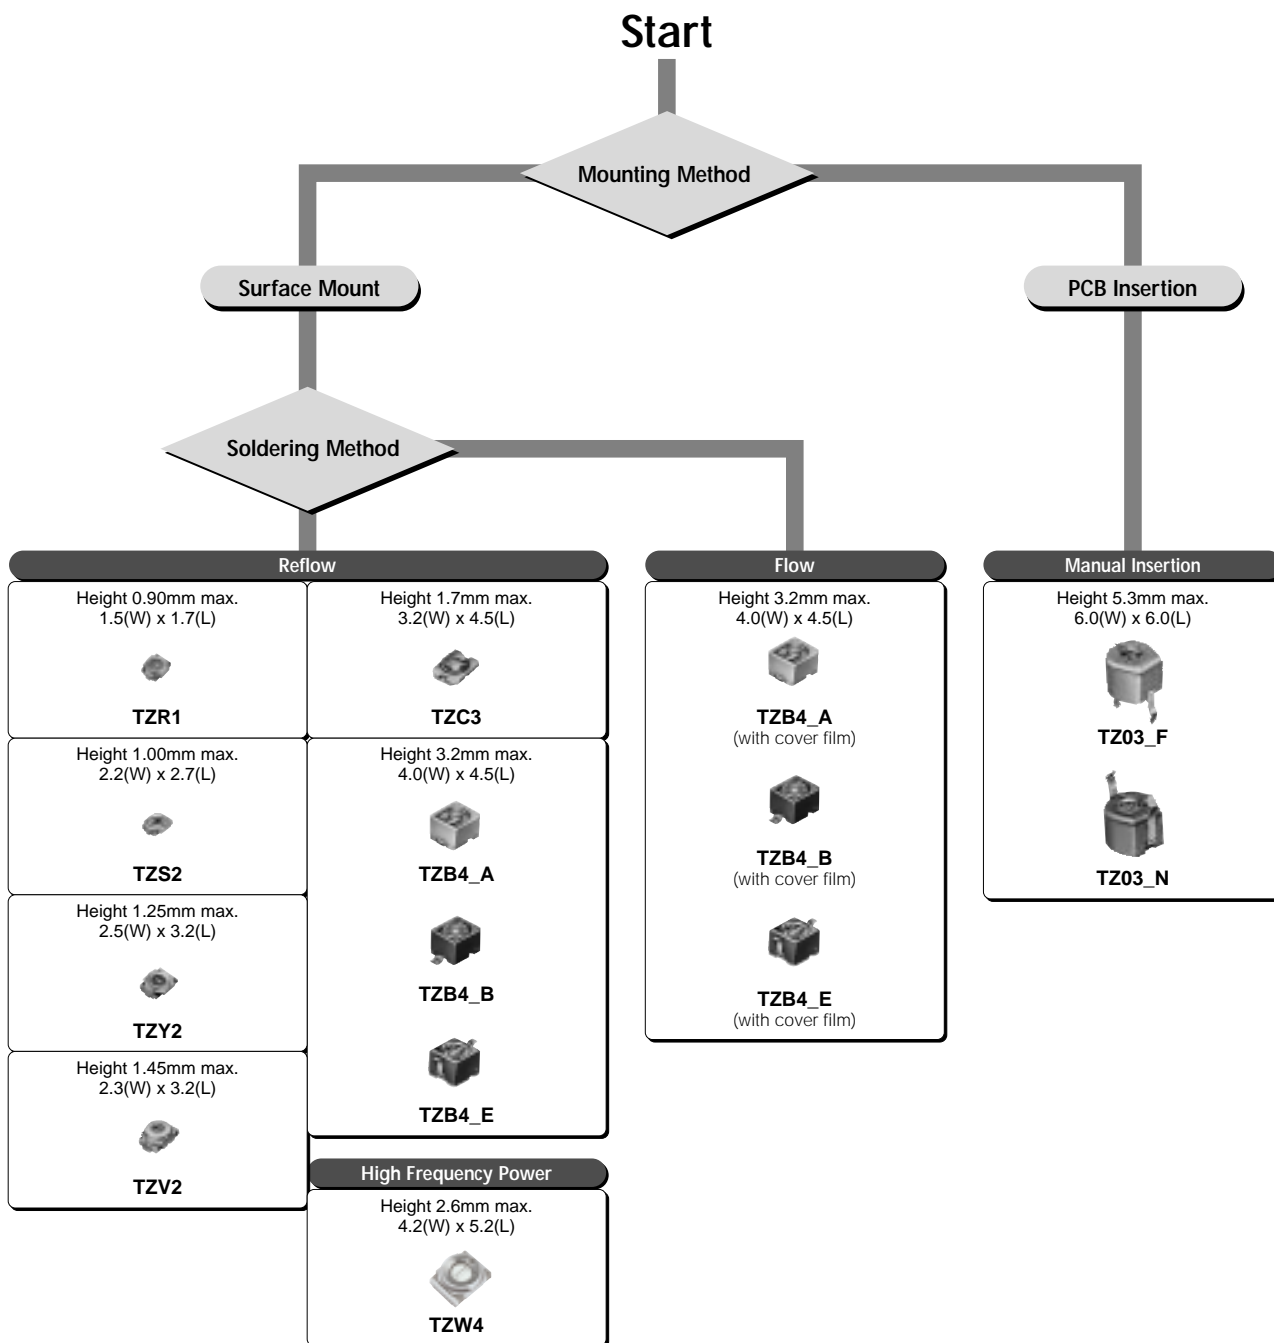 Start
Mounting Method
Surface Mount
PCB Insertion
Soldering Method
Reflow
Height 0.90mm max.
1.5(W) x 1.7(L)
TZR1
Height 1.7mm max.
3.2(W) x 4.5(L)
TZC3
Height 1.00mm max.
2.2(W) x 2.7(L)
TZS2
Height 3.2mm max.
4.0(W) x 4.5(L)
TZB4_A
TZB4_B
TZB4_E
Height 1.25mm max.
2.5(W) x 3.2(L)
TZY2
Height 1.45mm max.
2.3(W) x 3.2(L)
TZV2
High Frequency Power
Height 2.6mm max.
4.2(W) x 5.2(L)
TZW4
Flow
Height 3.2mm max.
4.0(W) x 4.5(L)
TZB4_A
(with cover film)
TZB4_B
(with cover film)
TZB4_E
(with cover film)
Manual Insertion
Height 5.3mm max.
6.0(W) x 6.0(L)
TZ03_F
TZ03_N